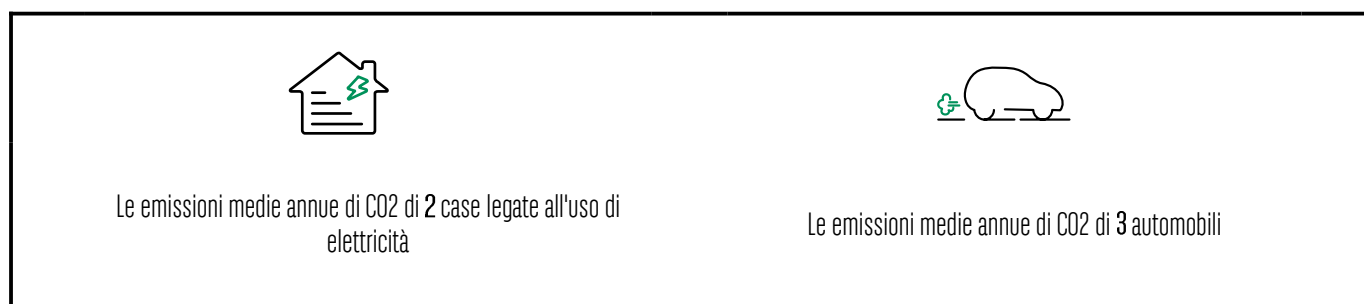 Le emissioni medie annue di CO2 di 2 case legate all'uso di
elettricità
Le emissioni medie annue di CO2 di 3 automobili